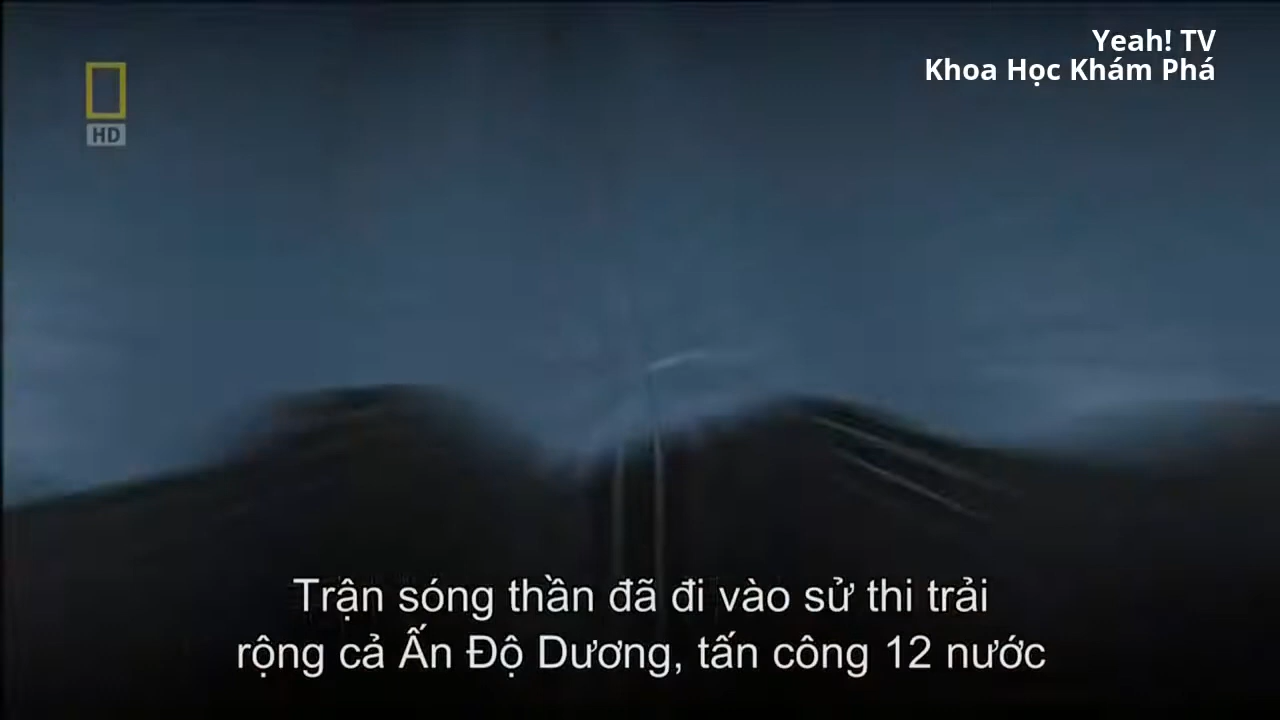 Yeah! TV
Khoa Học Khám Phá
HD
Trận sóng thần đã đi vào sử thi trải
rộng cả Ấn Độ Dương, tấn công 12 nước